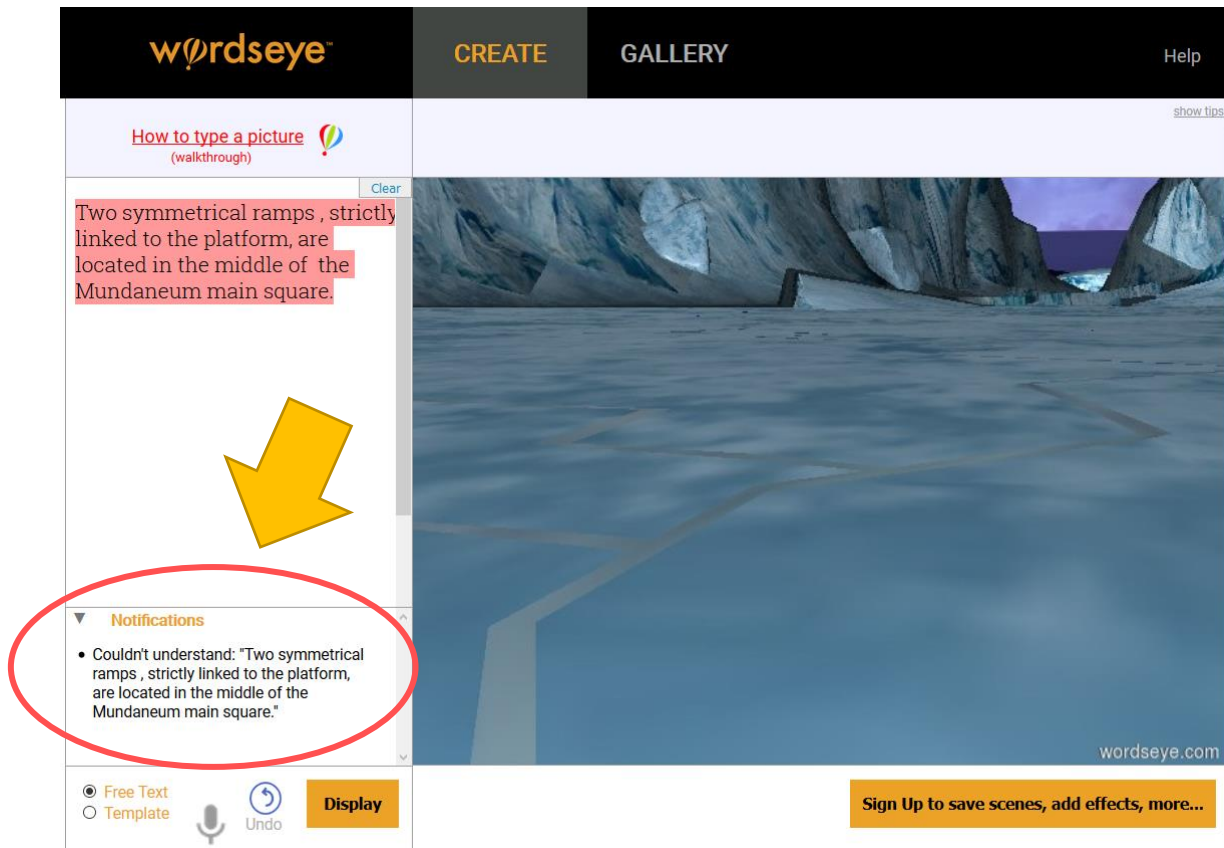 wørdseye™
CREATE
GALLERY
Help
How to type a picture
(walkthrough)
show tips
Clear
Two symmetrical ramps , strictly
linked to the platform, are
located in the middle of  the
Mundaneum main square.
▼ Notifications
• Couldn't understand: "Two symmetrical
ramps , strictly linked to the platform,
are located in the middle of the
Mundaneum main square."
wordseye.com
Free Text
Template
Undo
Display
Sign Up to save scenes, add effects, more...